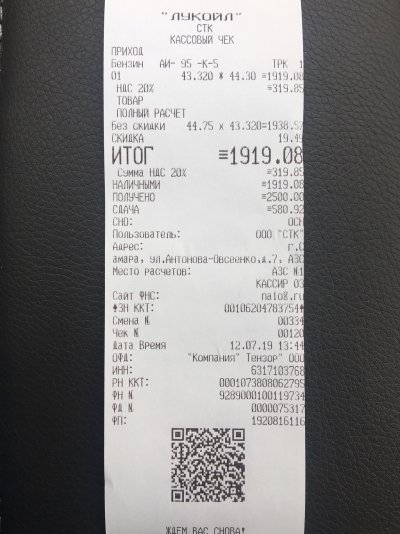 "ЛУКОЙЛ"
СТК
КАССОВЫЙ ЧЕК
ПРИХОД
Бензин АИ- 95 -К-5 ТРК 1
01 43.320 * 44.30 ≡1919.08
НДС 20% ≡319.85
ТОВАР
ПОЛНЫЙ РАСЧЕТ
Без скидки 44.75 х 43.320=1938.57
СКИДКА 19.49
ИТОГ ≡1919.08
Сумма НДС 20% ≡319.85
НАЛИЧНЫМИ ≡1919.08
ПОЛУЧЕНО ≡2500.00
СДАЧА ≡580.92
СНО: ОСН
Пользователь: ООО "СТК"
Адрес: г.С
амара, ул.Антонова-Овсеенко,д.7, АЗС
Место расчетов: АЗС №1
КАССИР 03
Сайт ФНС: nalog.ru
ЗН ККТ: 00106204783754
Смена № 00334
Чек № 00120
Дата Время 12.07.19 13:44
ОФД: "Компания" Тензор" ООО
ИНН: 6317103768
РН ККТ: 0001073808062795
ФН № 9289000100119734
ФД № 0000075317
ФП: 1920816116
ЖДЕМ ВАС СНОВА!